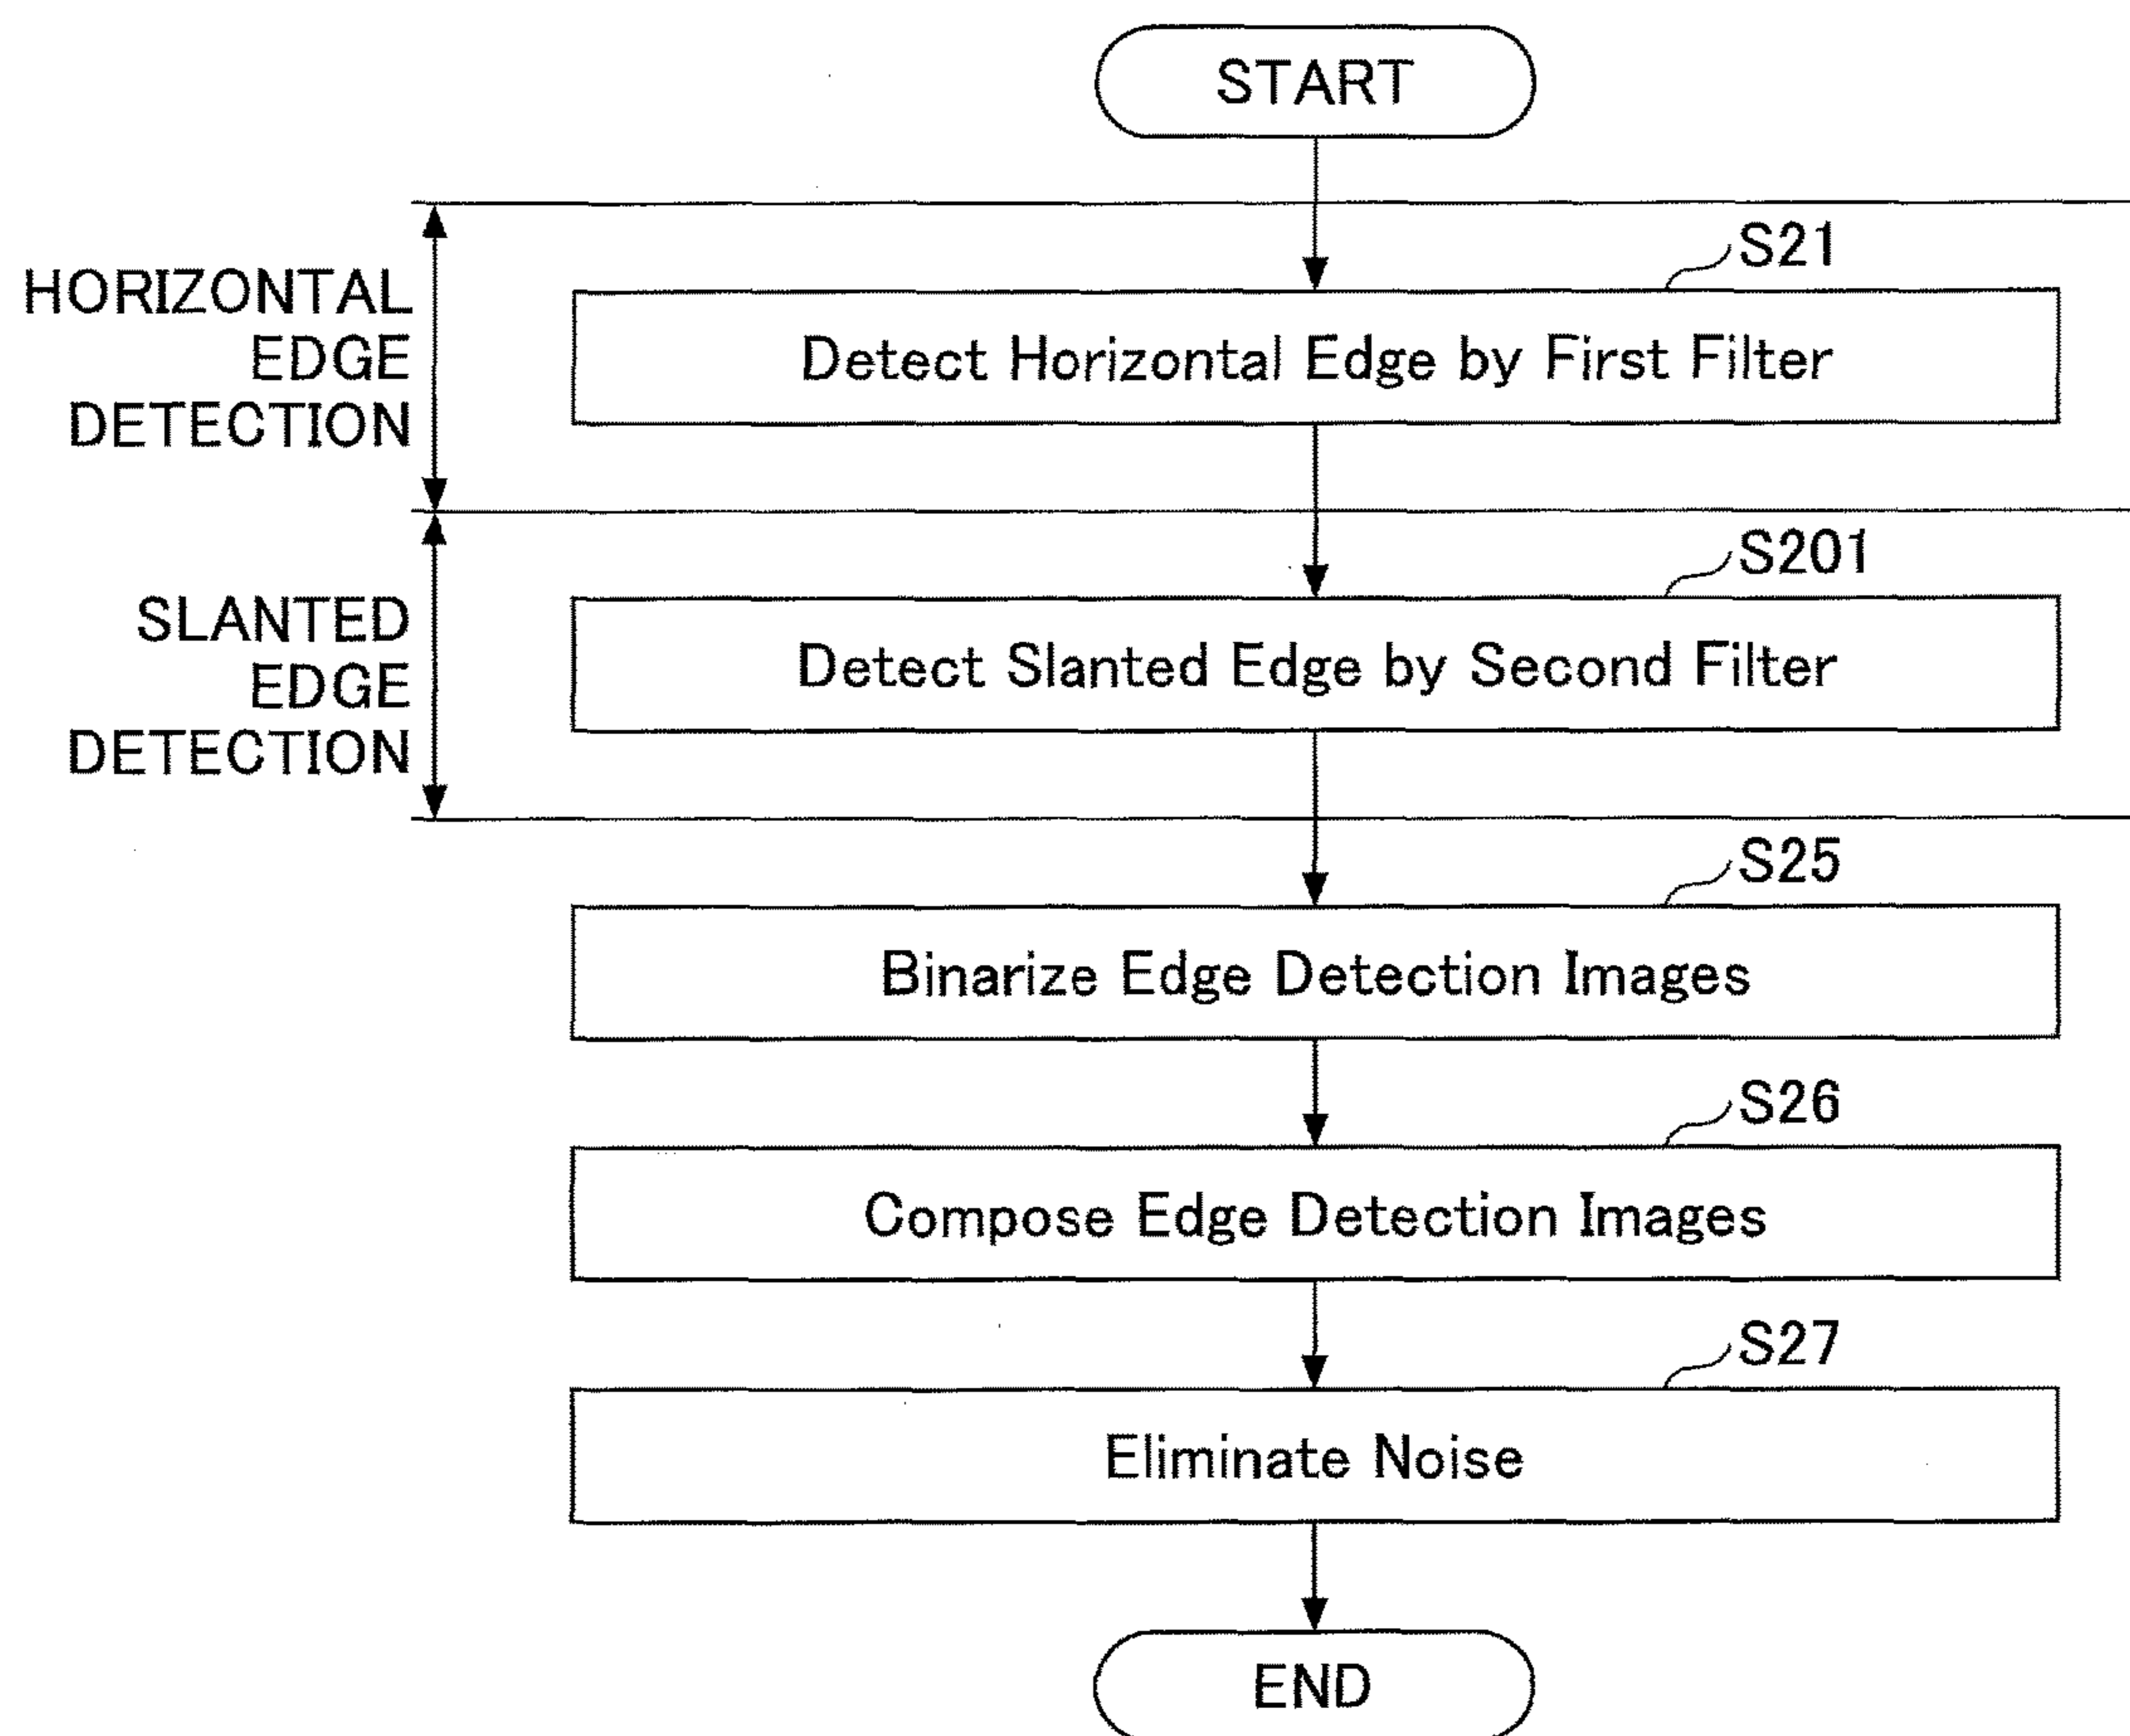 START
HORIZONTAL
EDGE
DETECTION
S21
Detect Horizontal Edge by First Filter
SLANTED
EDGE
DETECTION
S201
Detect Slanted Edge by Second Filter
S25
Binarize Edge Detection Images
S26
Compose Edge Detection Images
S27
Eliminate Noise
END